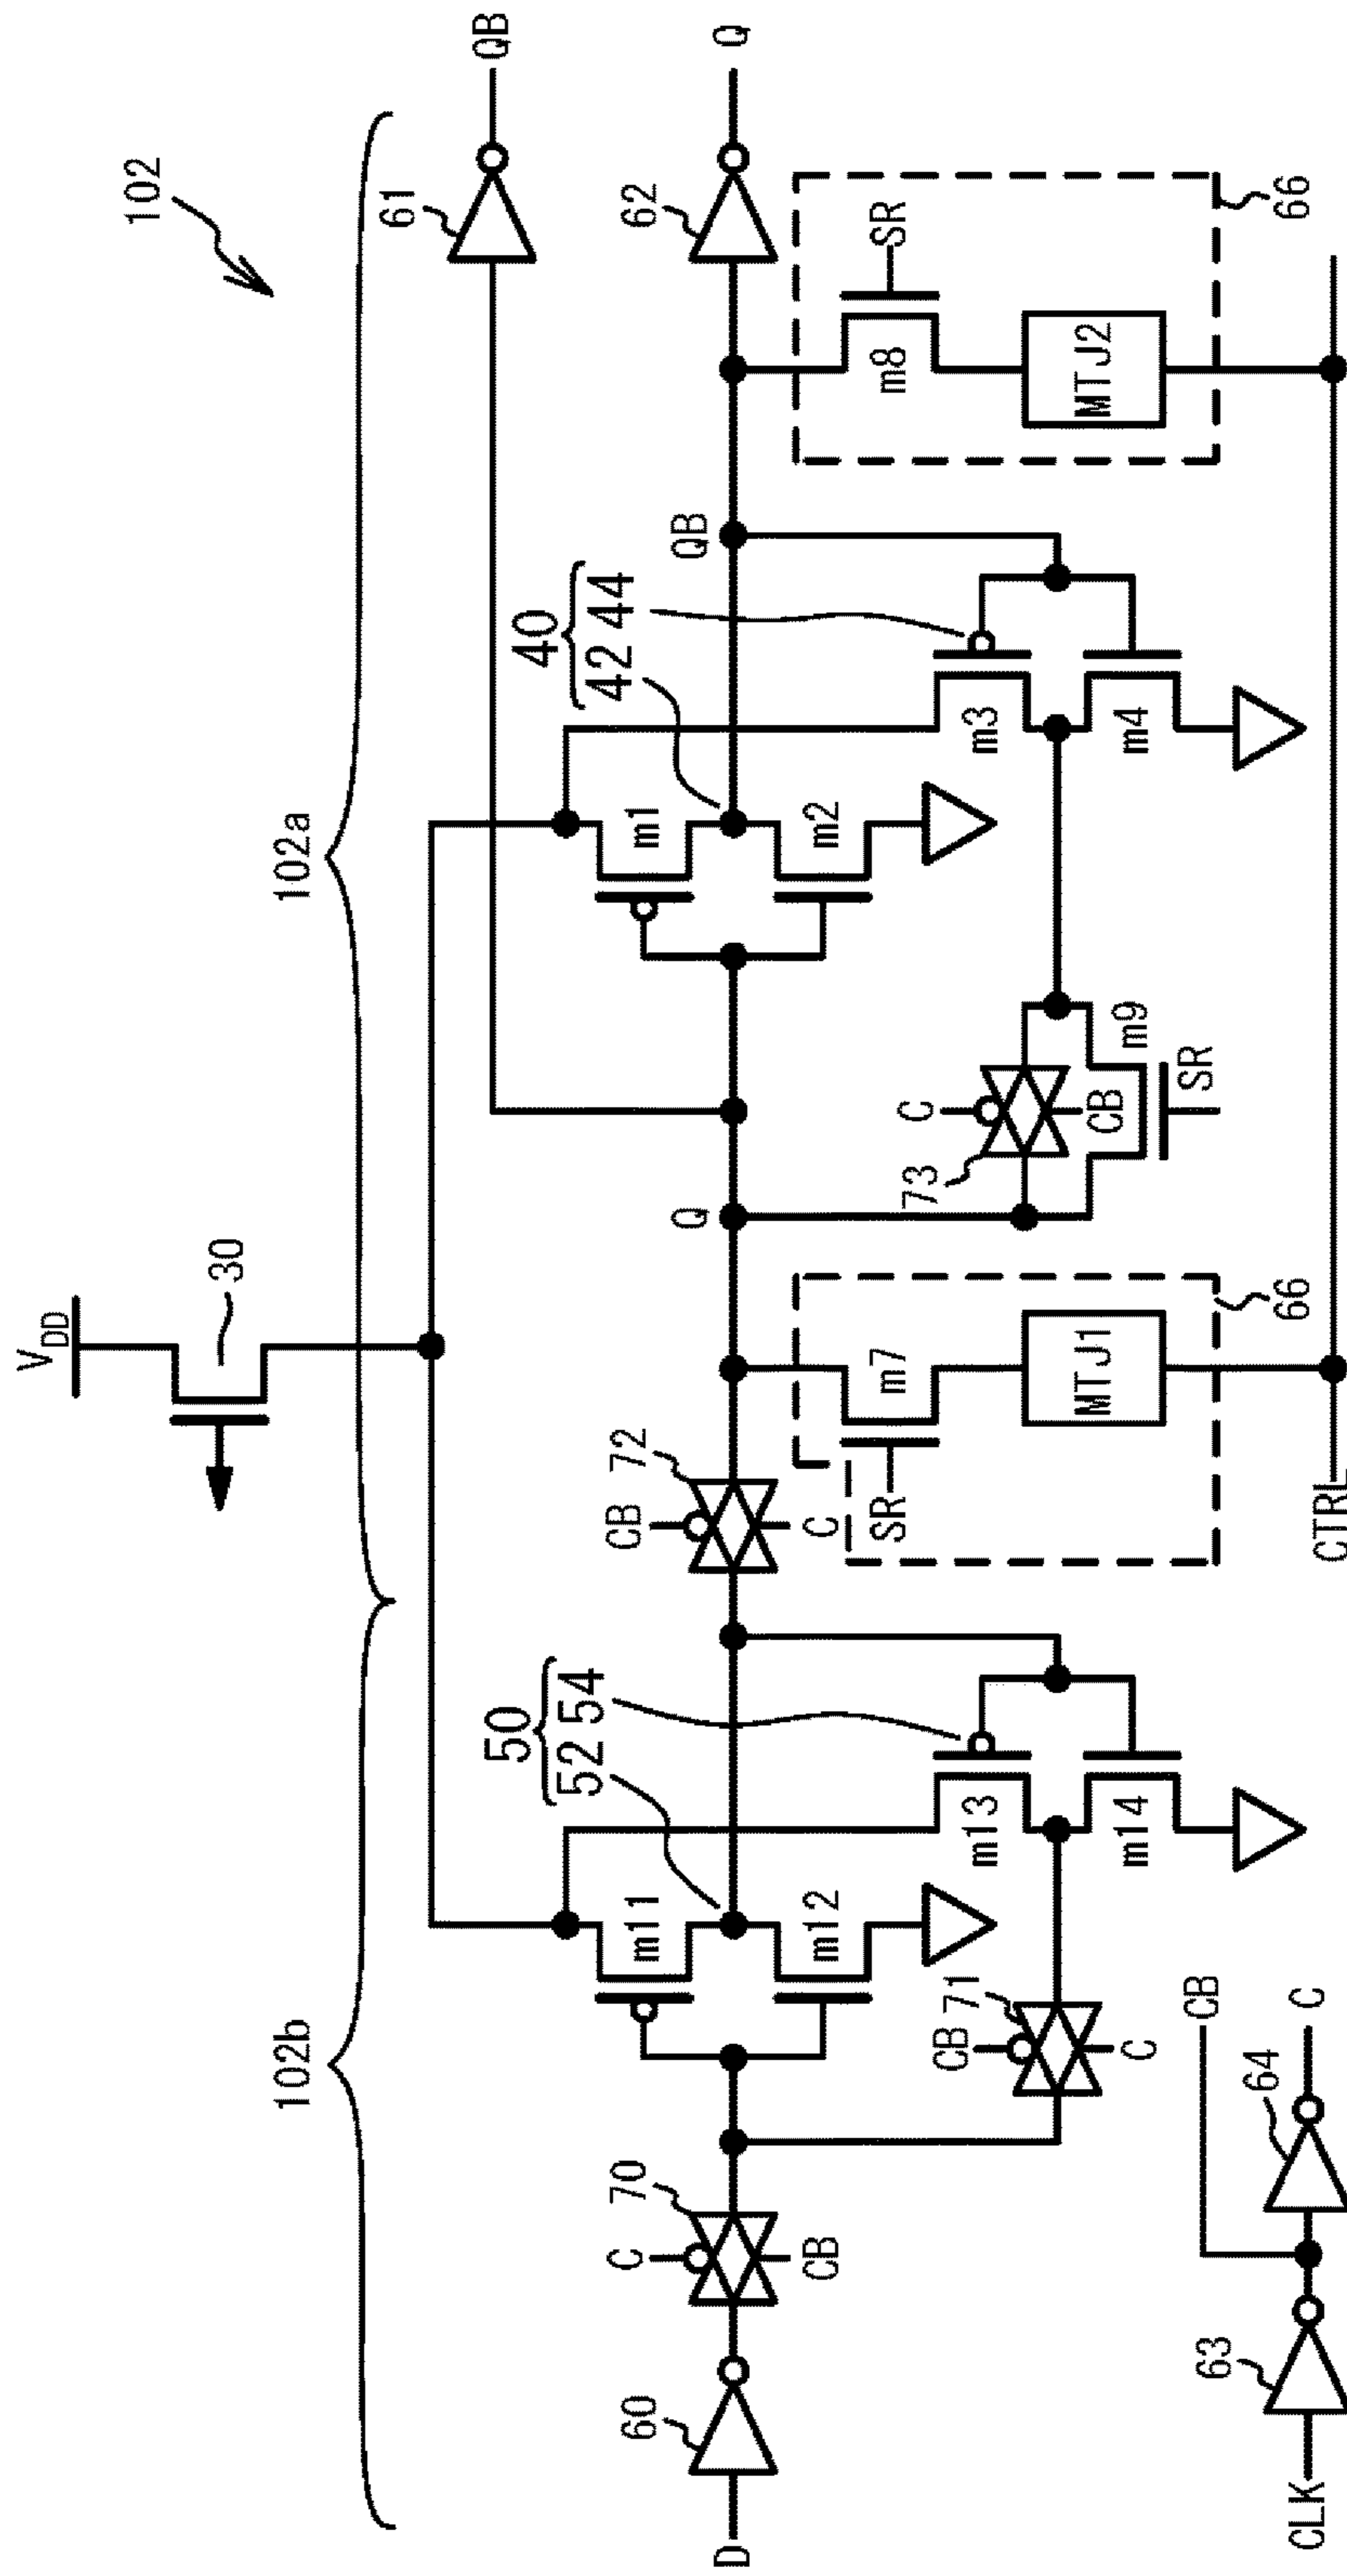 102
102b
102a
V_DD
30
61
QB
50
52 54
40
42 44
D
60
C
70
CB
m11
m12
CB
71
C
m13
m14
CB
72
C
SR
m7
MTJ1
66
Q
C
73
CB
m9
SR
m1
m2
m3
m4
QB
62
Q
m8
SR
MTJ2
66
CTRL
CLK
63
64
CB
C